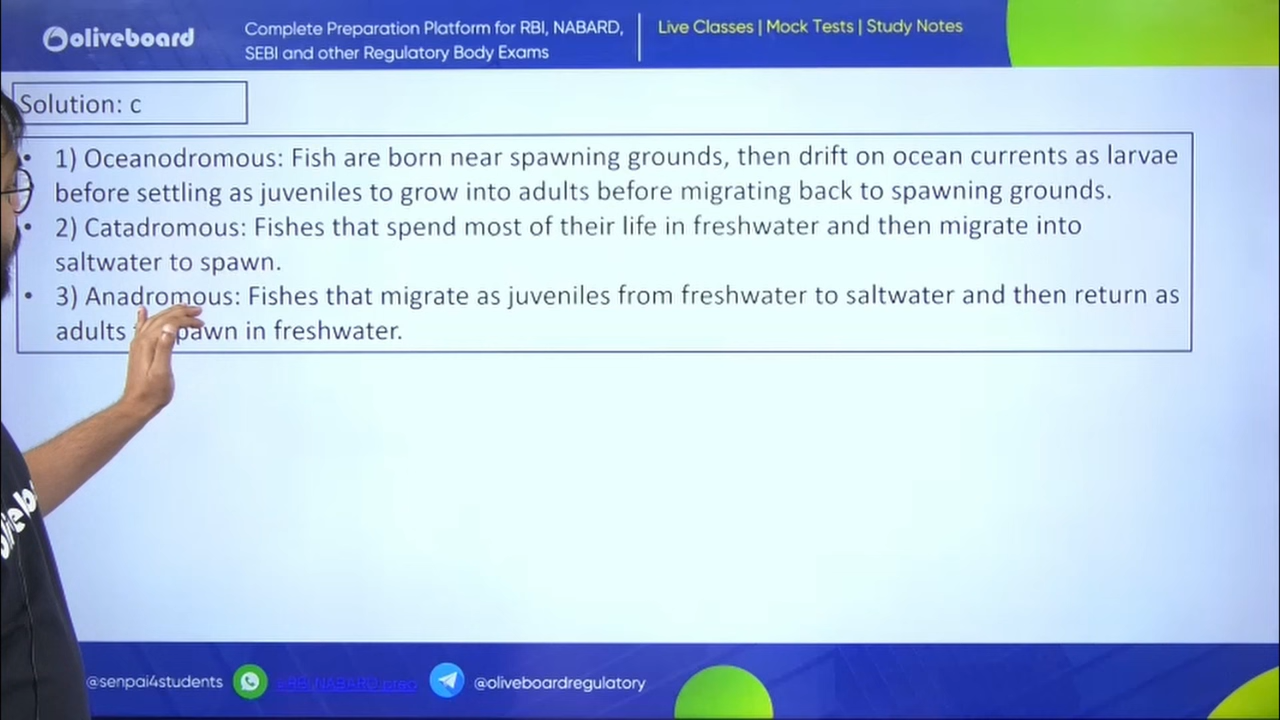 oliveboard
Complete Preparation Platform for RBI, NABARD,
SEBI and other Regulatory Body Exams
Live Classes | Mock Tests | Study Notes
Solution: c
• 1) Oceanodromous: Fish are born near spawning grounds, then drift on ocean currents as larvae
before settling as juveniles to grow into adults before migrating back to spawning grounds.
• 2) Catadromous: Fishes that spend most of their life in freshwater and then migrate into
saltwater to spawn.
• 3) Anadromous: Fishes that migrate as juveniles from freshwater to saltwater and then return as
adults spawn in freshwater.
@senpai4students
@oliveboardregulatory